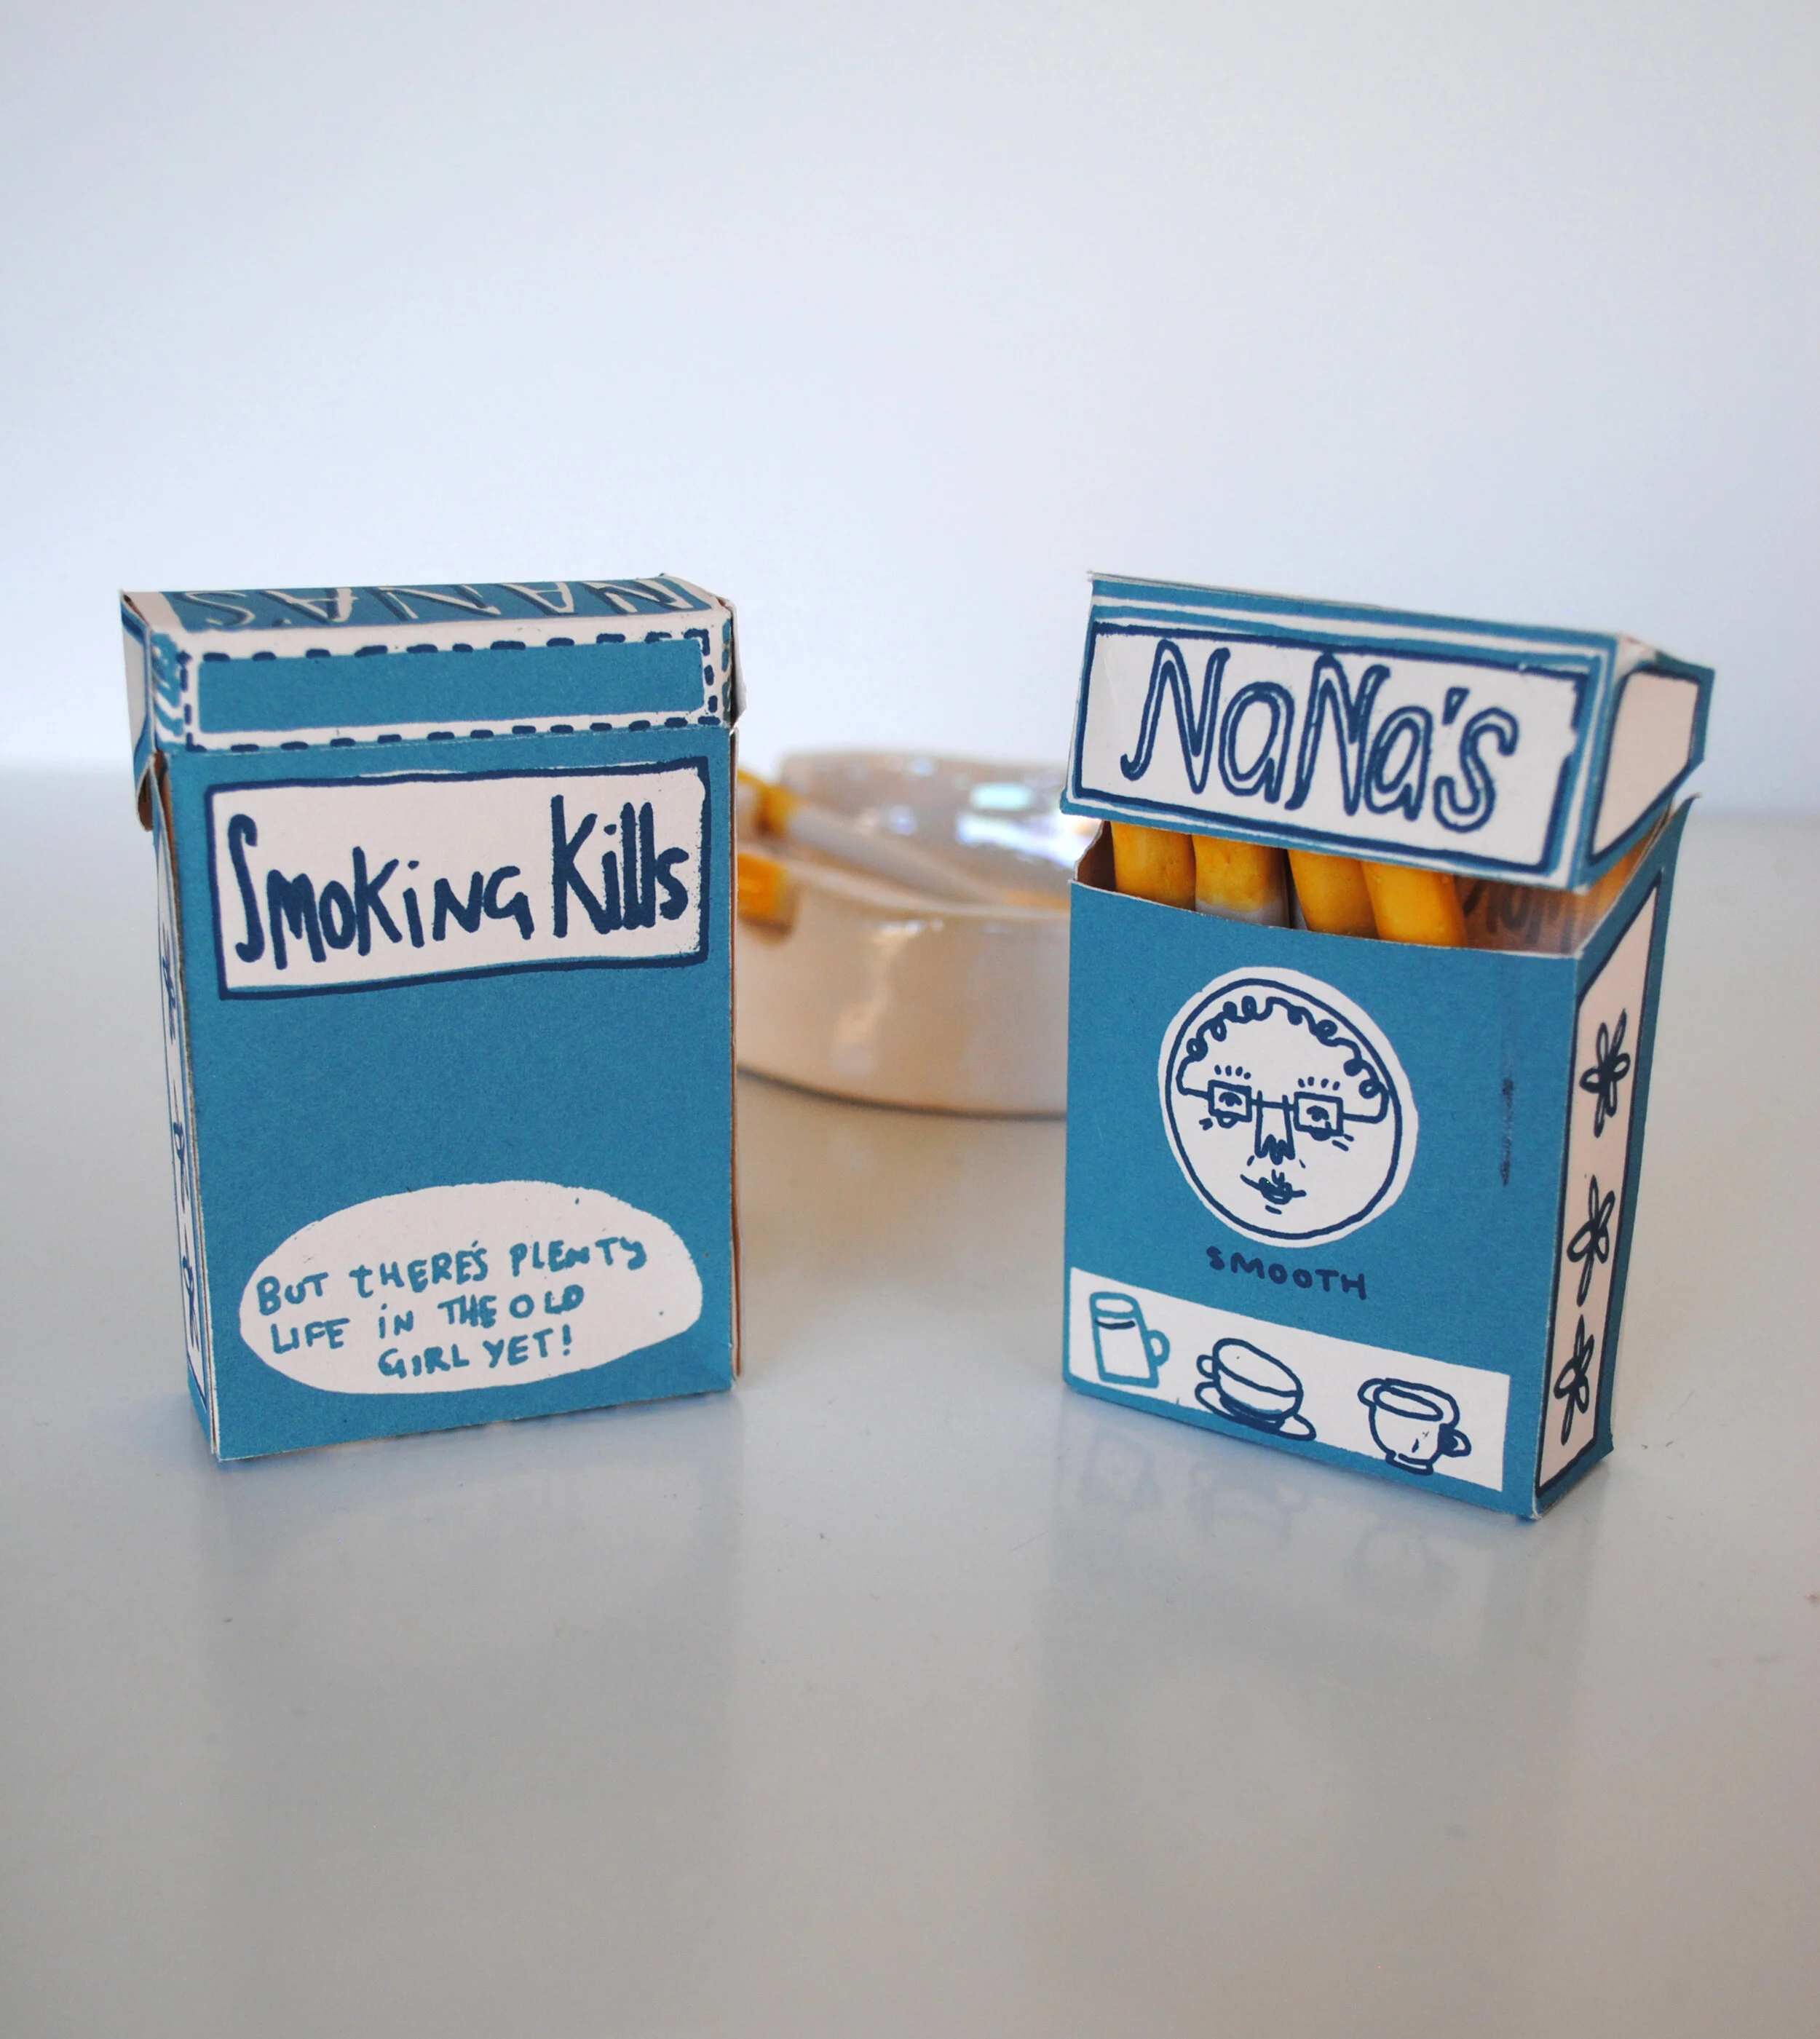 NANA'S
Smoking Kills
BUT THERE'S PLENTY
LIFE IN THE OLD
GIRL YET!
NaNa's
SMOOTH